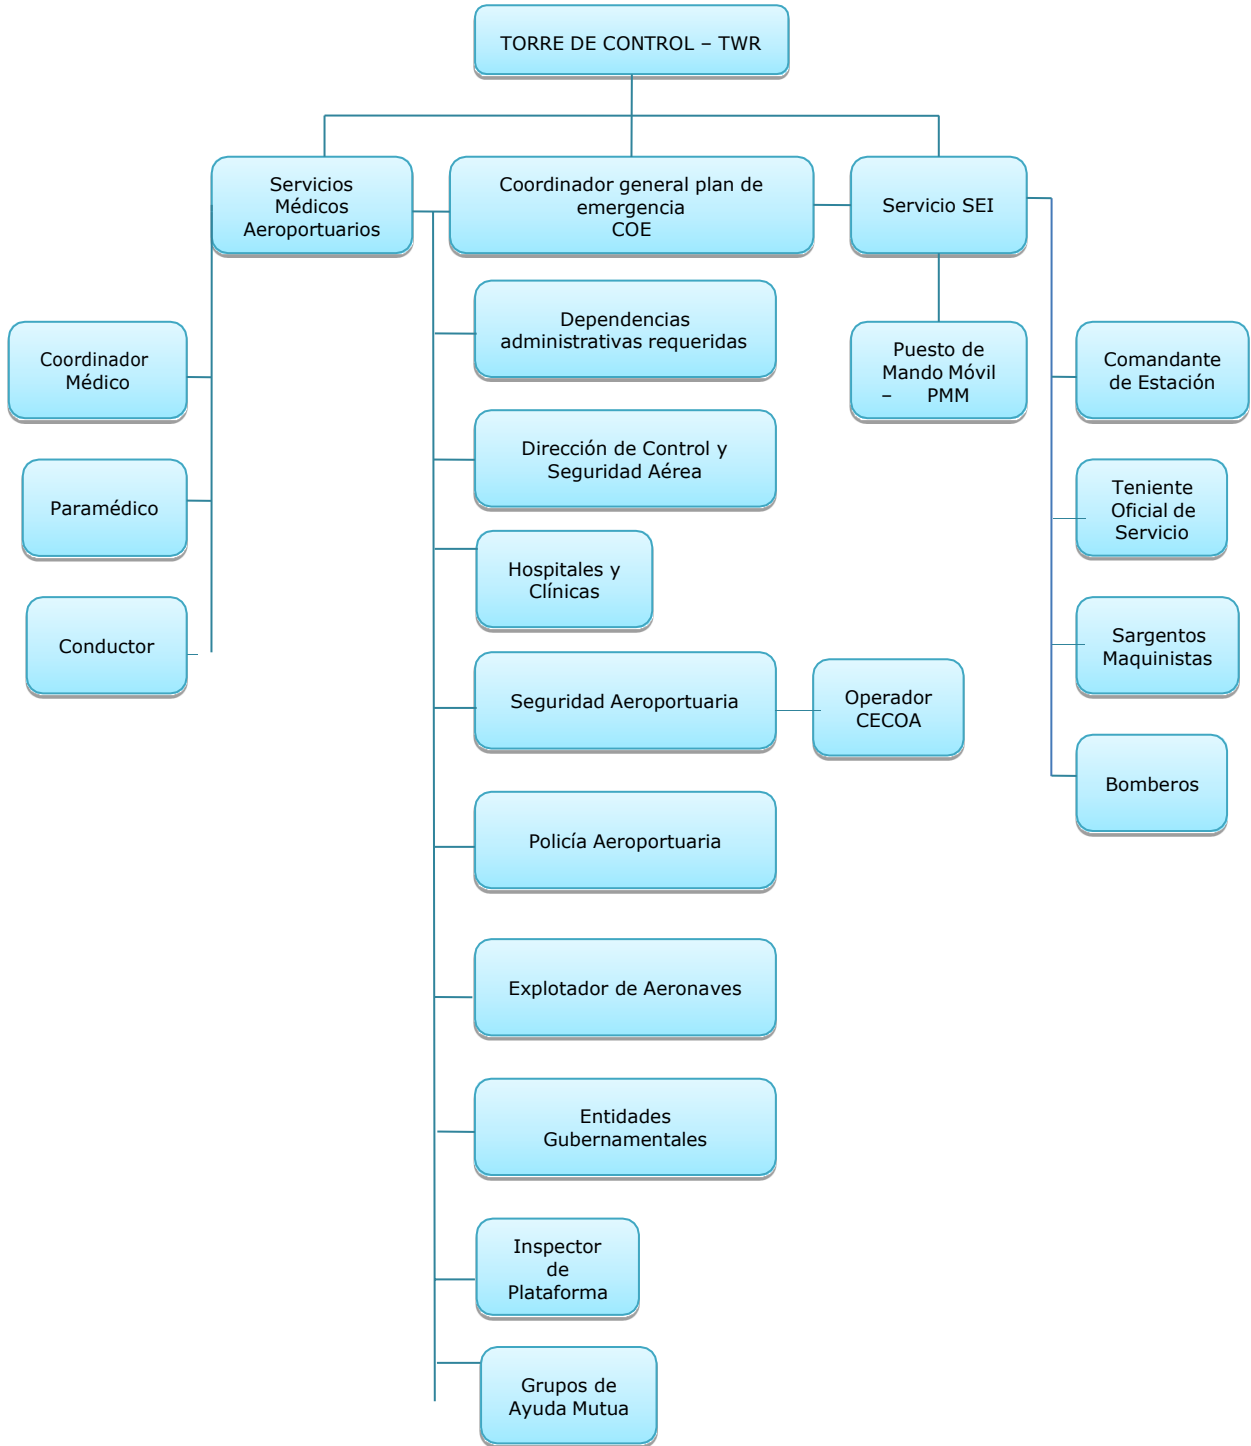 TORRE DE CONTROL – TWR
Servicios
Médicos
Aeroportuarios
Coordinador general plan de
emergencia
COE
Servicio SEI
Dependencias
administrativas requeridas
Coordinador
Médico
Puesto de
Mando Móvil
– PMM
Comandante
de Estación
Dirección de Control y
Seguridad Aérea
Paramédico
Teniente
Oficial de
Servicio
Hospitales y
Clínicas
Conductor
Sargentos
Maquinistas
Seguridad Aeroportuaria
Operador
CECOA
Bomberos
Policía Aeroportuaria
Explotador de Aeronaves
Entidades
Gubernamentales
Inspector
de
Plataforma
Grupos de
Ayuda Mutua